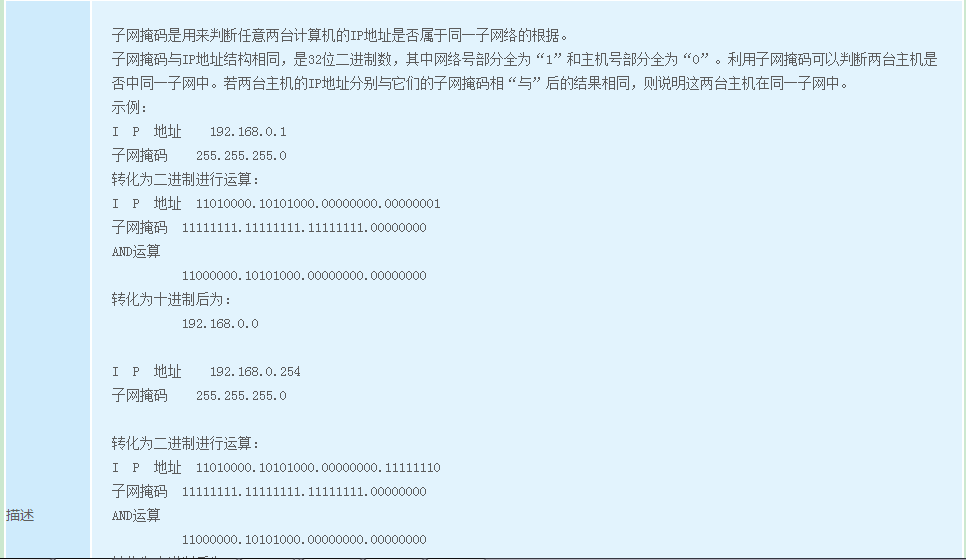 子网掩码是用来判断任意两台计算机的IP地址是否属于同一子网络的根据。
子网掩码与IP地址结构相同，是32位二进制数，其中网络号部分全为“1”和主机号部分全为“0”。利用子网掩码可以判断两台主机是
否中同一子网中。若两台主机的IP地址分别与它们的子网掩码相“与”后的结果相同，则说明这两台主机在同一子网中。
示例：
I P 地址 192.168.0.1
子网掩码 255.255.255.0
转化为二进制进行运算：
I P 地址 11010000.10101000.00000000.00000001
子网掩码 11111111.11111111.11111111.00000000
AND运算
11000000.10101000.00000000.00000000
转化为十进制后为：
192.168.0.0
I P 地址 192.168.0.254
子网掩码 255.255.255.0
转化为二进制进行运算：
I P 地址 11010000.10101000.00000000.11111110
子网掩码 11111111.11111111.11111111.00000000
描述
AND运算
11000000.10101000.00000000.00000000